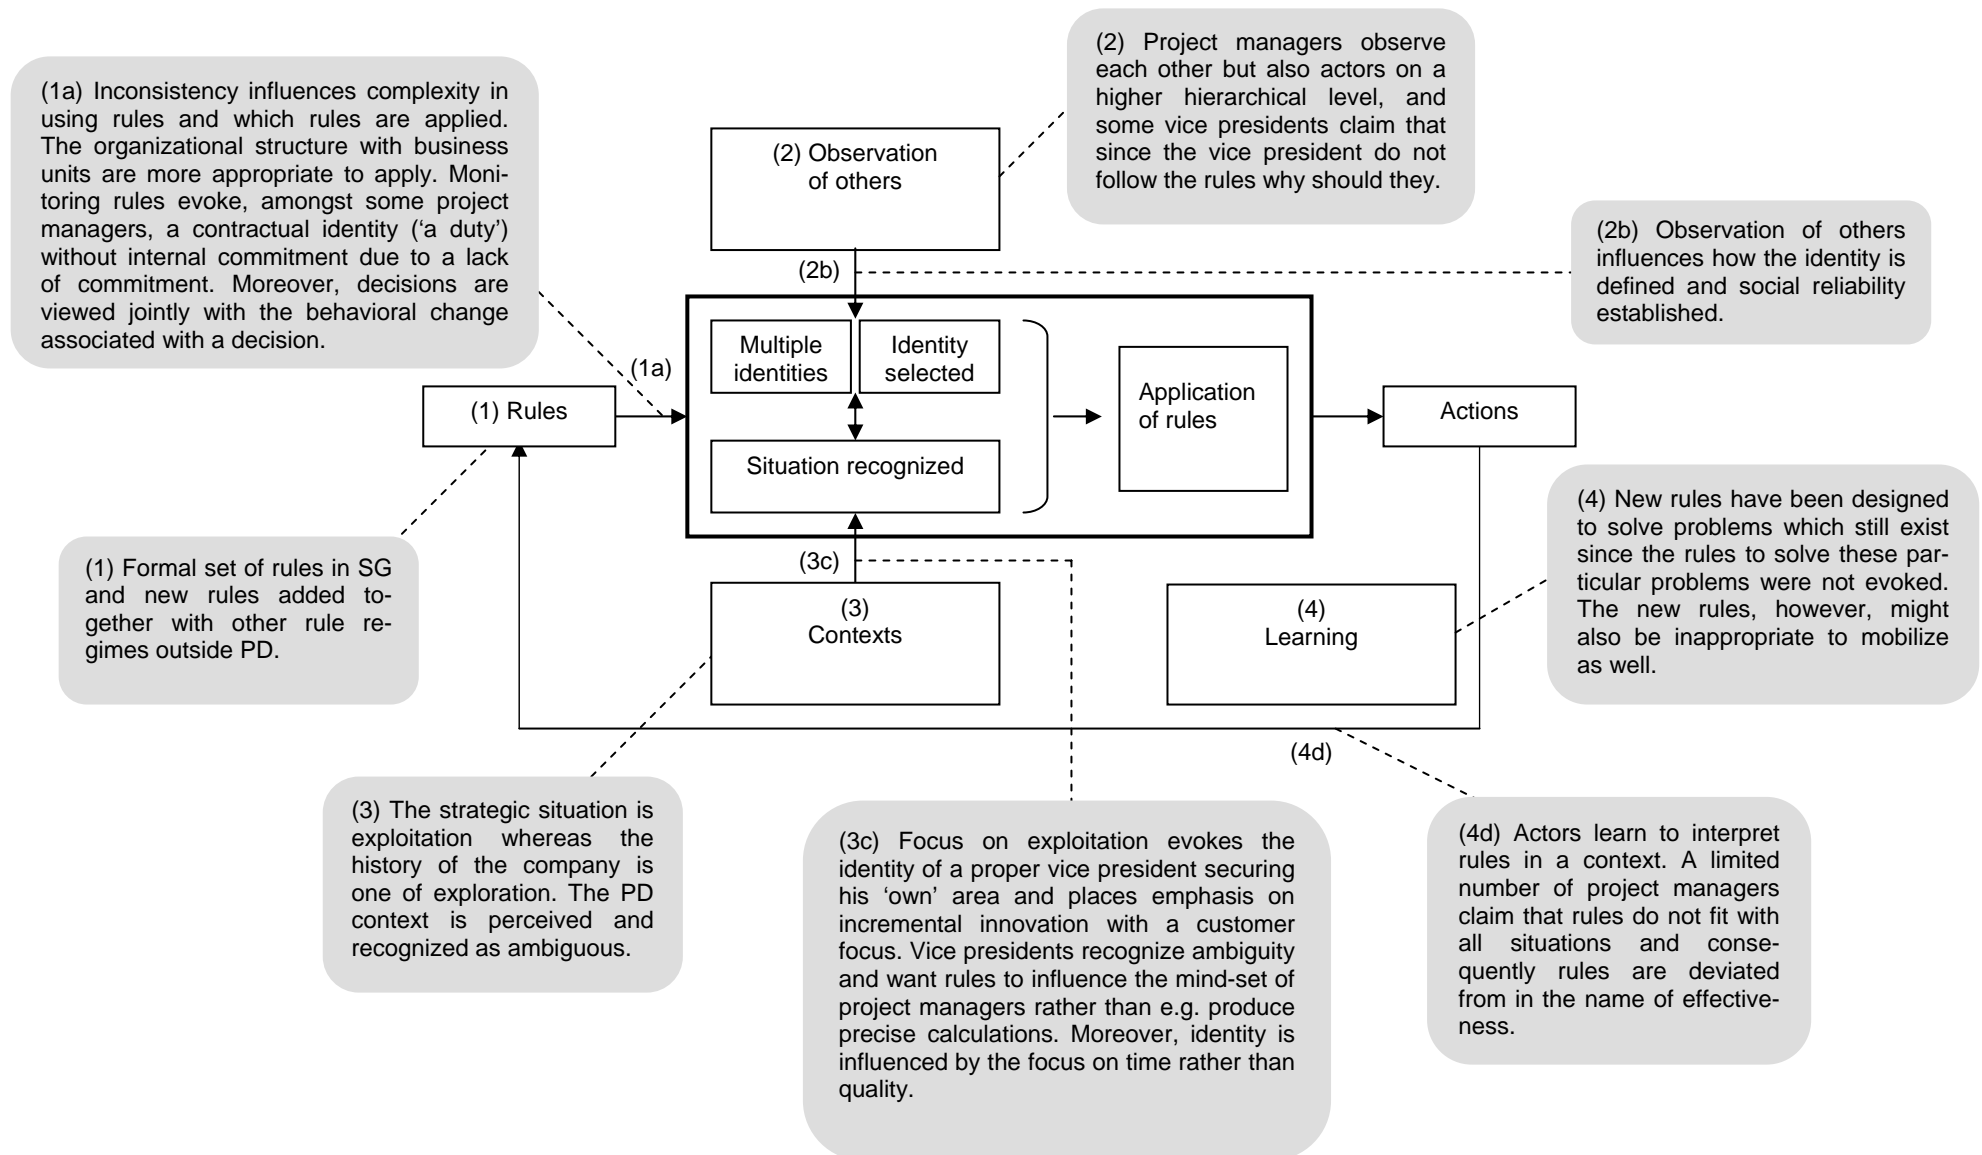 (1a) Inconsistency influences complexity in
using rules and which rules are applied.
The organizational structure with business
units are more appropriate to apply. Moni-
toring rules evoke, amongst some project
managers, a contractual identity (‘a duty’)
without internal commitment due to a lack
of commitment. Moreover, decisions are
viewed jointly with the behavioral change
associated with a decision.
(2) Observation
of others
(2) Project managers observe
each other but also actors on a
higher hierarchical level, and
some vice presidents claim that
since the vice president do not
follow the rules why should they.
(2b)
(2b) Observation of others
influences how the identity is
defined and social reliability
established.
(1a)
(1) Rules
Multiple
identities
Identity
selected
Situation recognized
Application
of rules
Actions
(1) Formal set of rules in SG
and new rules added to-
gether with other rule re-
gimes outside PD.
(3c)
(3)
Contexts
(4)
Learning
(4) New rules have been designed
to solve problems which still exist
since the rules to solve these par-
ticular problems were not evoked.
The new rules, however, might
also be inappropriate to mobilize
as well.
(4d)
(3) The strategic situation is
exploitation whereas the
history of the company is
one of exploration. The PD
context is perceived and
recognized as ambiguous.
(3c) Focus on exploitation evokes the
identity of a proper vice president securing
his ‘own’ area and places emphasis on
incremental innovation with a customer
focus. Vice presidents recognize ambiguity
and want rules to influence the mind-set of
project managers rather than e.g. produce
precise calculations. Moreover, identity is
influenced by the focus on time rather than
quality.
(4d) Actors learn to interpret
rules in a context. A limited
number of project managers
claim that rules do not fit with
all situations and conse-
quently rules are deviated
from in the name of effective-
ness.